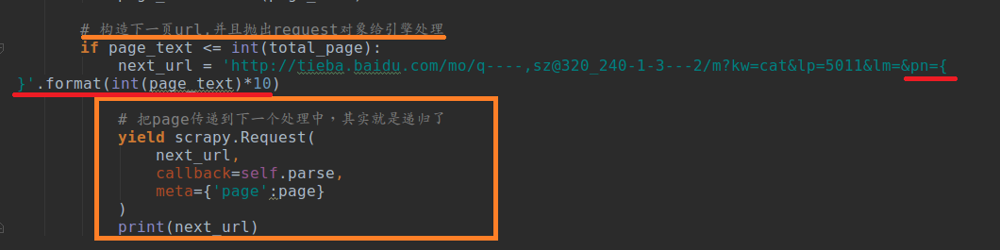 # 构造下一页url,并且抛出request对象给引擎处理
if page_text <= int(total_page):
next_url = 'http://tieba.baidu.com/mo/q----,sz@320_240-1-3---2/m?kw=cat&lp=5011&lm=&pn={
}'.format(int(page_text)*10)
# 把page传递到下一个处理中，其实就是递归了
yield scrapy.Request(
next_url,
callback=self.parse,
meta={'page':page}
)
print(next_url)